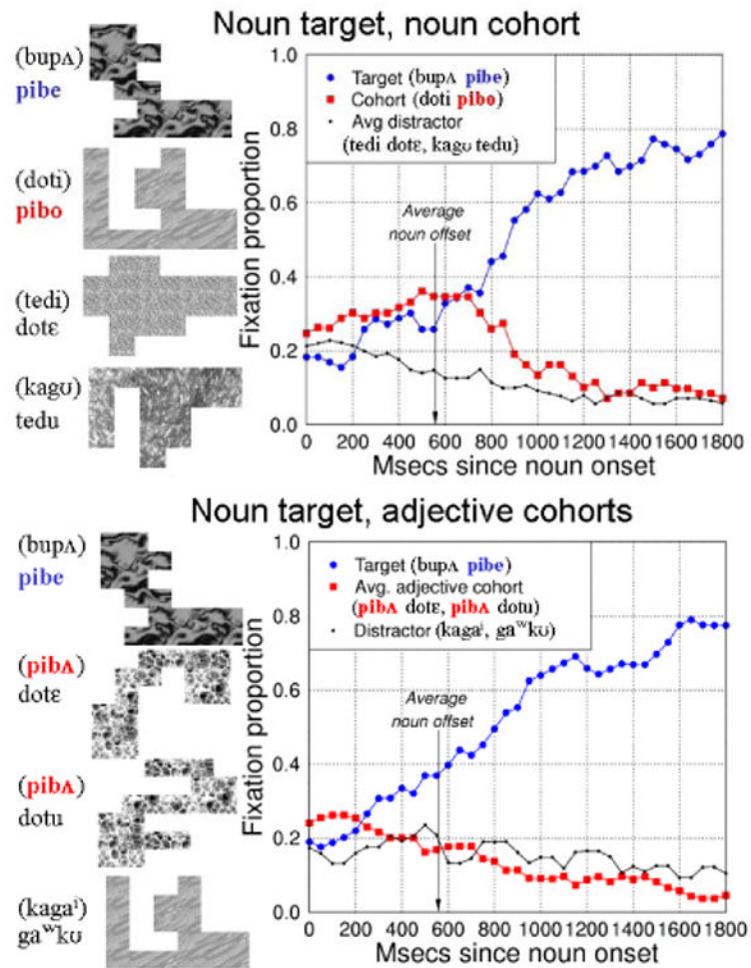 Noun target, noun cohort
(bupʌ)
pibe
(doti)
pibo
(tedi)
dotɛ
(kagʊ)
tedu
Fixation proportion
1.0
0.8
0.6
0.4
0.2
0.0
Target (bupʌ pibe)
Cohort (doti pibo)
Avg distractor
(tedi dotɛ, kagʊ tedu)
Average
noun offset
0 200 400 600 800 1000 1200 1400 1600 1800
Msecs since noun onset
Noun target, adjective cohorts
(bupʌ)
pibe
(pibʌ)
dotɛ
(pibʌ)
dotu
(kagaⁱ)
gaʷkʊ
Fixation proportion
1.0
0.8
0.6
0.4
0.2
0.0
Target (bupʌ pibe)
Avg. adjective cohort
(pibʌ dotɛ, pibʌ dotu)
Distractor (kagaⁱ, gaʷkʊ)
Average
noun offset
0 200 400 600 800 1000 1200 1400 1600 1800
Msecs since noun onset